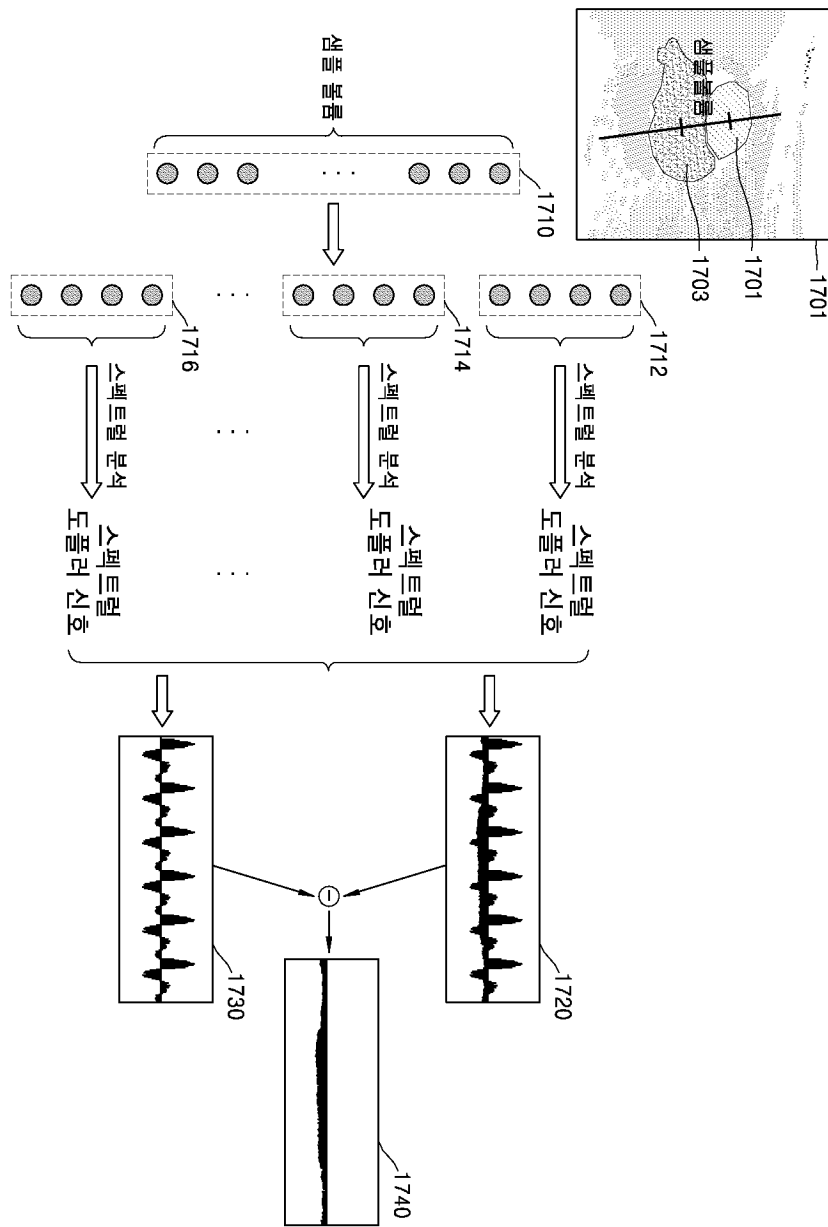 1701
샘플볼륨
1701
1703
샘플 볼륨
. . .
1710
1712
스펙트럴 분석
스펙트럴
도플러 신호
1714
스펙트럴 분석
스펙트럴
도플러 신호
. . .
. . .
. . .
1716
스펙트럴 분석
스펙트럴
도플러 신호
1720
1730
1740